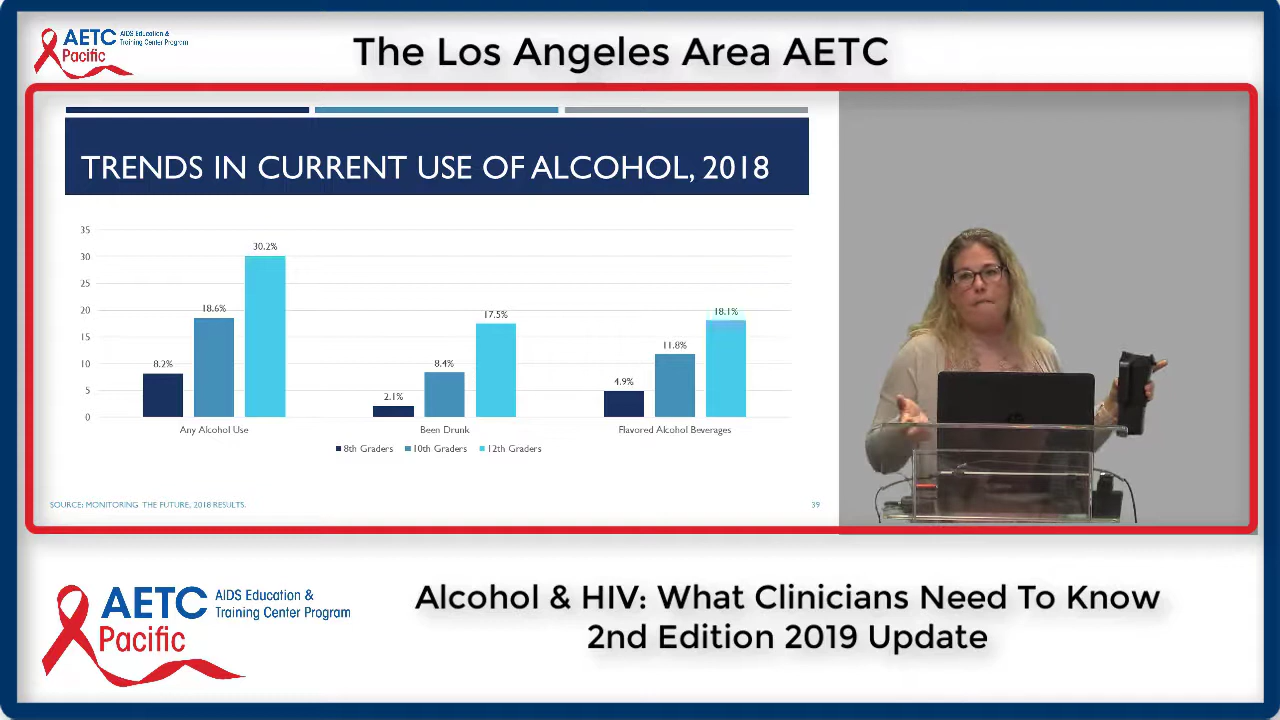 AETC
AIDS Education &
Training Center Program
Pacific
The Los Angeles Area AETC
TRENDS IN CURRENT USE OF ALCOHOL, 2018
35
30
25
20
15
10
5
0
8.2%
18.6%
30.2%
2.1%
8.4%
17.5%
4.9%
11.8%
18.1%
Any Alcohol Use
Been Drunk
Flavored Alcohol Beverages
8th Graders 10th Graders 12th Graders
SOURCE: MONITORING THE FUTURE, 2018 RESULTS.
39
AETC
AIDS Education &
Training Center Program
Pacific
Alcohol & HIV: What Clinicians Need To Know
2nd Edition 2019 Update